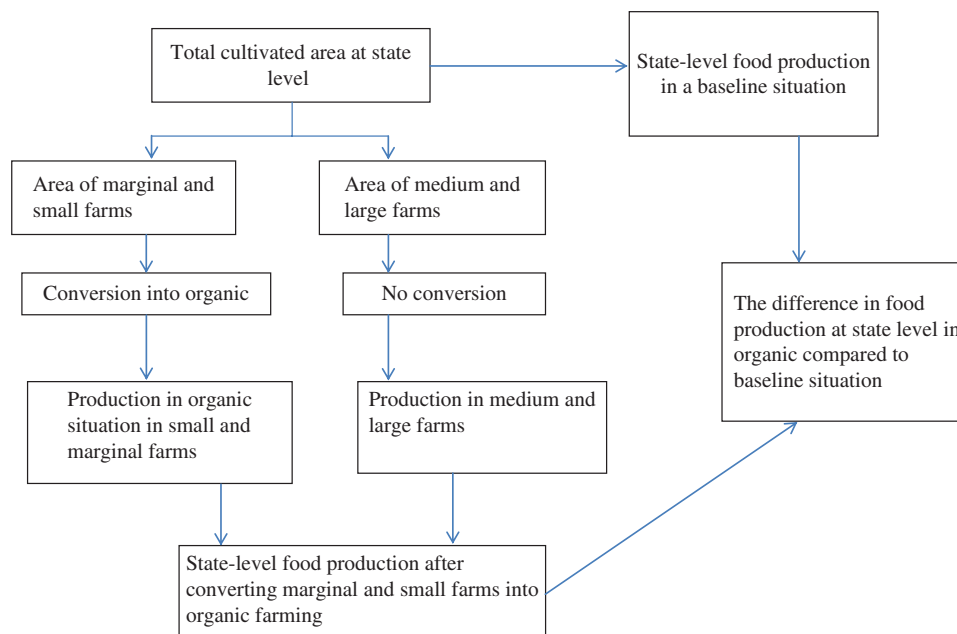 Total cultivated area at state
level
State-level food production
in a baseline situation
Area of marginal and
small farms
Area of medium and
large farms
Conversion into organic
No conversion
The difference in food
production at state level in
organic compared to
baseline situation
Production in organic
situation in small and
marginal farms
Production in medium and
large farms
State-level food production after
converting marginal and small farms into
organic farming